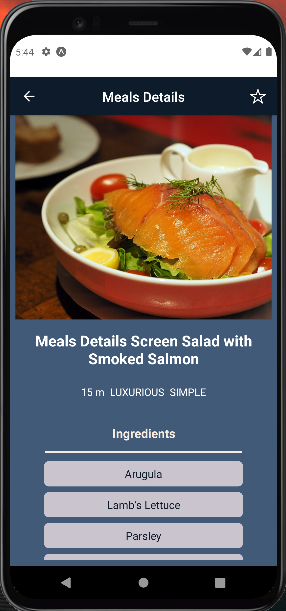 5:44
Meals Details
Meals Details Screen Salad with
Smoked Salmon
15 m LUXURIOUS SIMPLE
Ingredients
Arugula
Lamb's Lettuce
Parsley